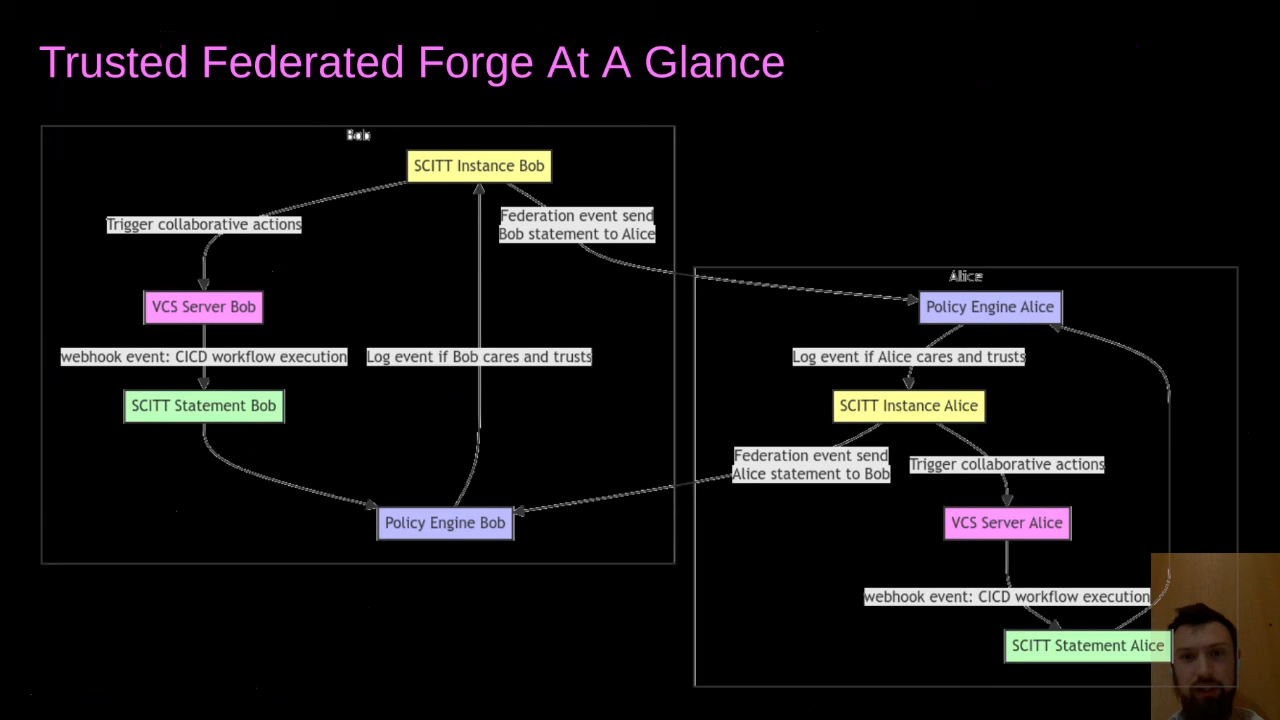 Trusted Federated Forge At A Glance
Bob
SCITT Instance Bob
Trigger collaborative actions
Federation event send
Bob statement to Alice
VCS Server Bob
webhook event: CICD workflow execution
Log event if Bob cares and trusts
SCITT Statement Bob
Policy Engine Bob
Alice
Policy Engine Alice
Log event if Alice cares and trusts
SCITT Instance Alice
Federation event send
Alice statement to Bob
Trigger collaborative actions
VCS Server Alice
webhook event: CICD workflow execution
SCITT Statement Alice